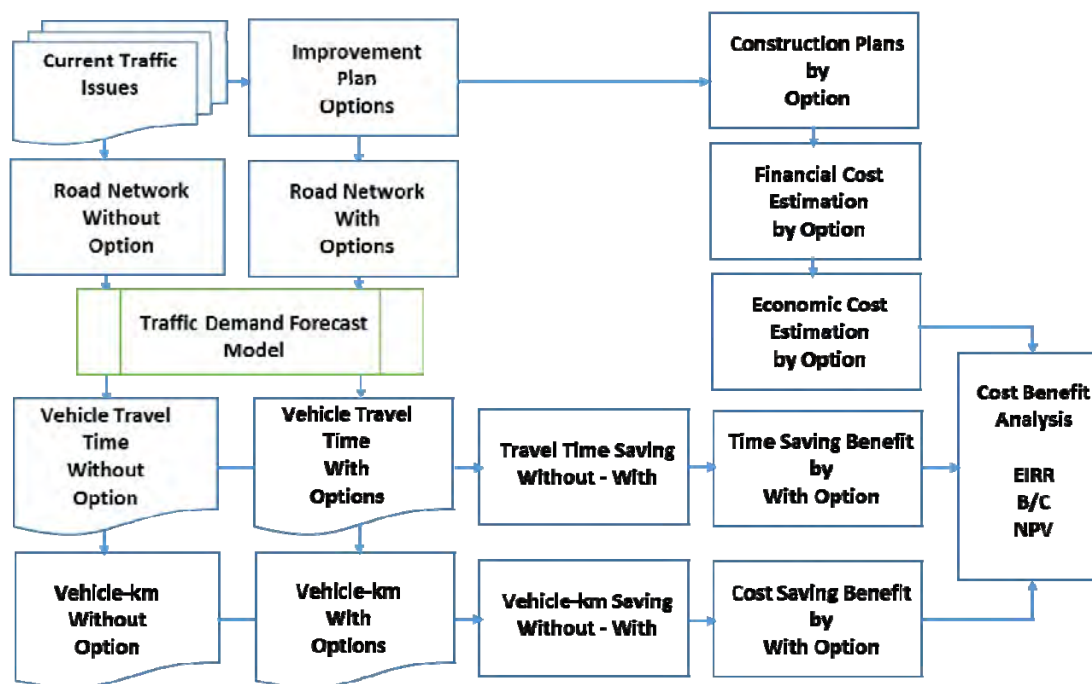 Current Traffic
Issues
Improvement
Plan
Options
Construction Plans
by
Option
Road Network
Without
Option
Road Network
With
Options
Financial Cost
Estimation
by Option
Traffic Demand Forecast
Model
Economic Cost
Estimation
by Option
Vehicle Travel
Time
Without
Option
Vehicle Travel
Time
With
Options
Travel Time Saving
Without - With
Time Saving Benefit
by
With Option
Cost Benefit
Analysis
EIRR
B/C
NPV
Vehicle-km
Without
Option
Vehicle-km
With
Options
Vehicle-km Saving
Without - With
Cost Saving Benefit
by
With Option